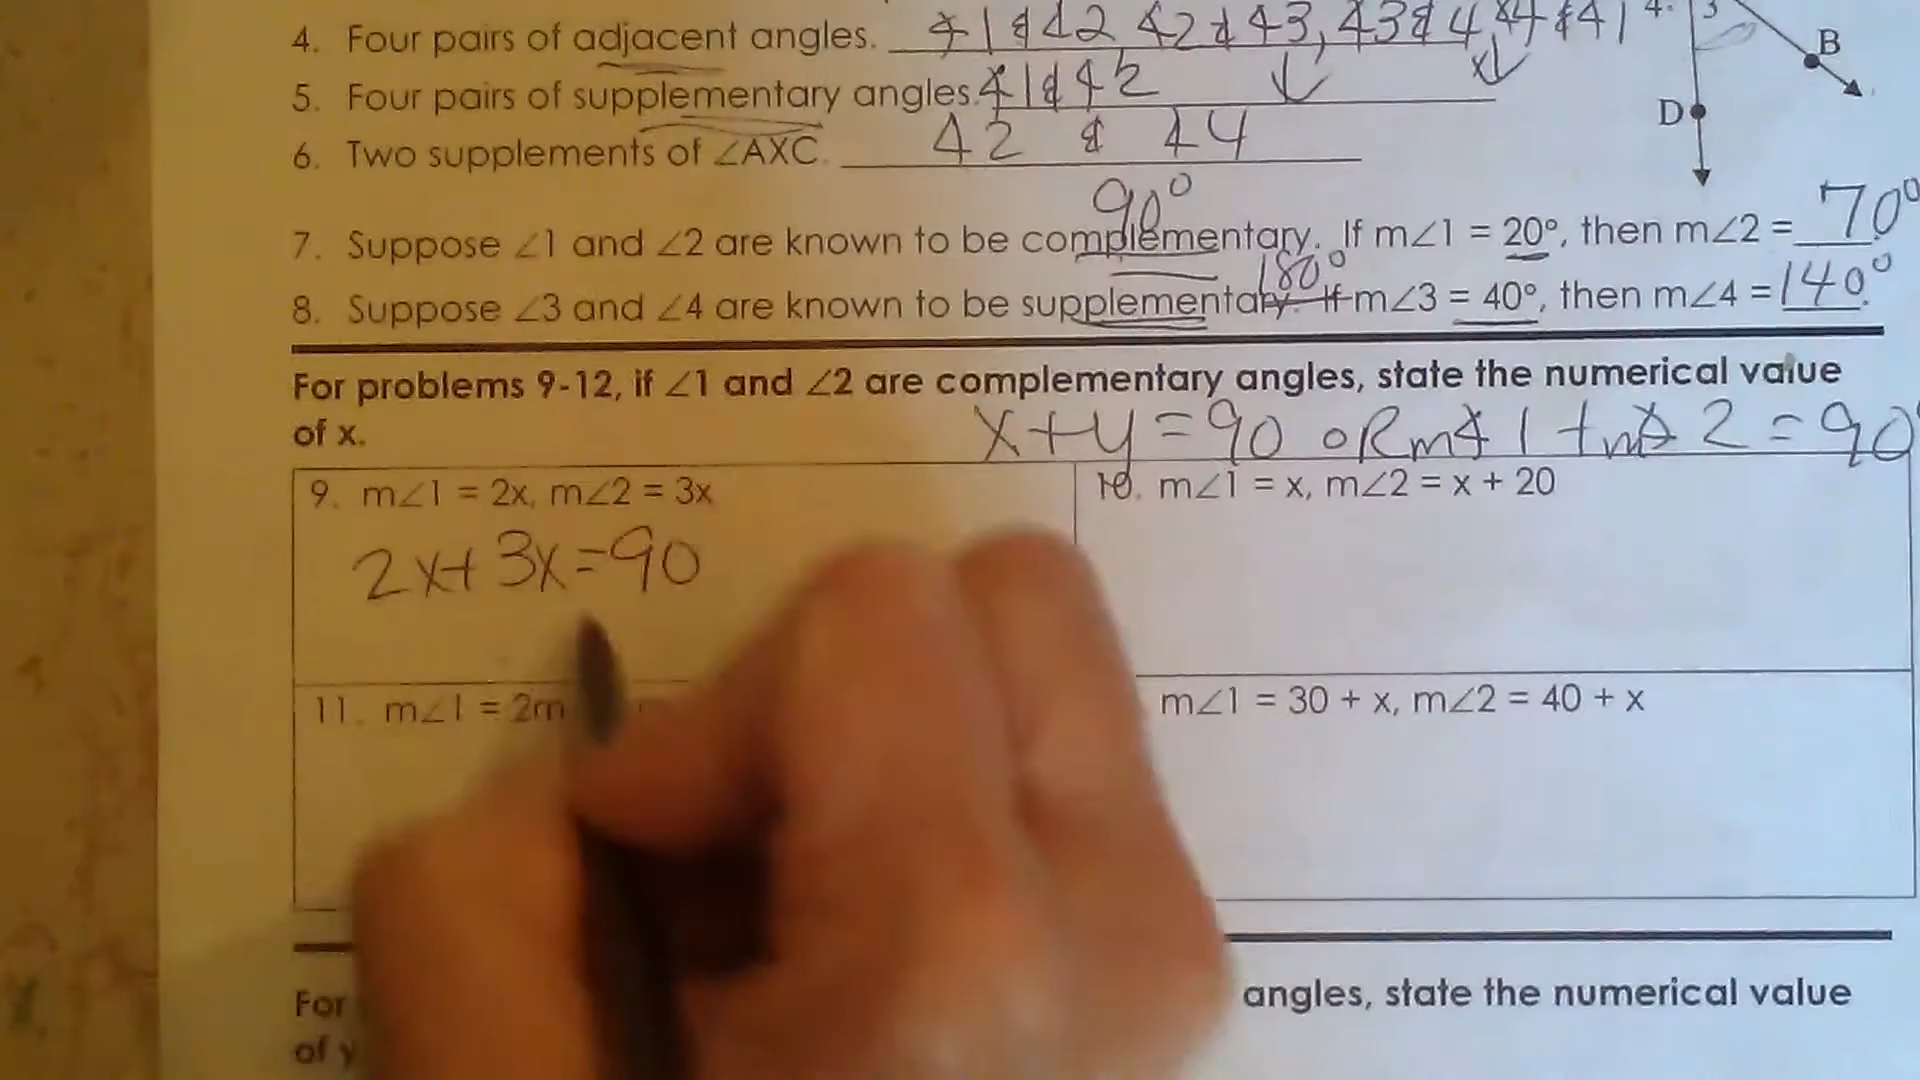 4. Four pairs of adjacent angles. ∡1 & ∡2 ∡2 & ∡3, ∡3 & 4, ∡4 & ∡1
4. 3
B
5. Four pairs of supplementary angles. ∡1 & ∡2
D
6. Two supplements of ∠AXC. ∡2 & ∡4
90°
7. Suppose ∠1 and ∠2 are known to be complementary. If m∠1 = 20°, then m∠2 = 70°
180°
8. Suppose ∠3 and ∠4 are known to be supplementary. If m∠3 = 40°, then m∠4 = 140°
For problems 9-12, if ∠1 and ∠2 are complementary angles, state the numerical value
of x.
x+y=90 OR m∡1 + m∡2 = 90°
9. m∠1 = 2x, m∠2 = 3x
2x+3x=90
10. m∠1 = x, m∠2 = x + 20
11. m∠1 = 2m
m∠1 = 30 + x, m∠2 = 40 + x
For angles, state the numerical value
of y